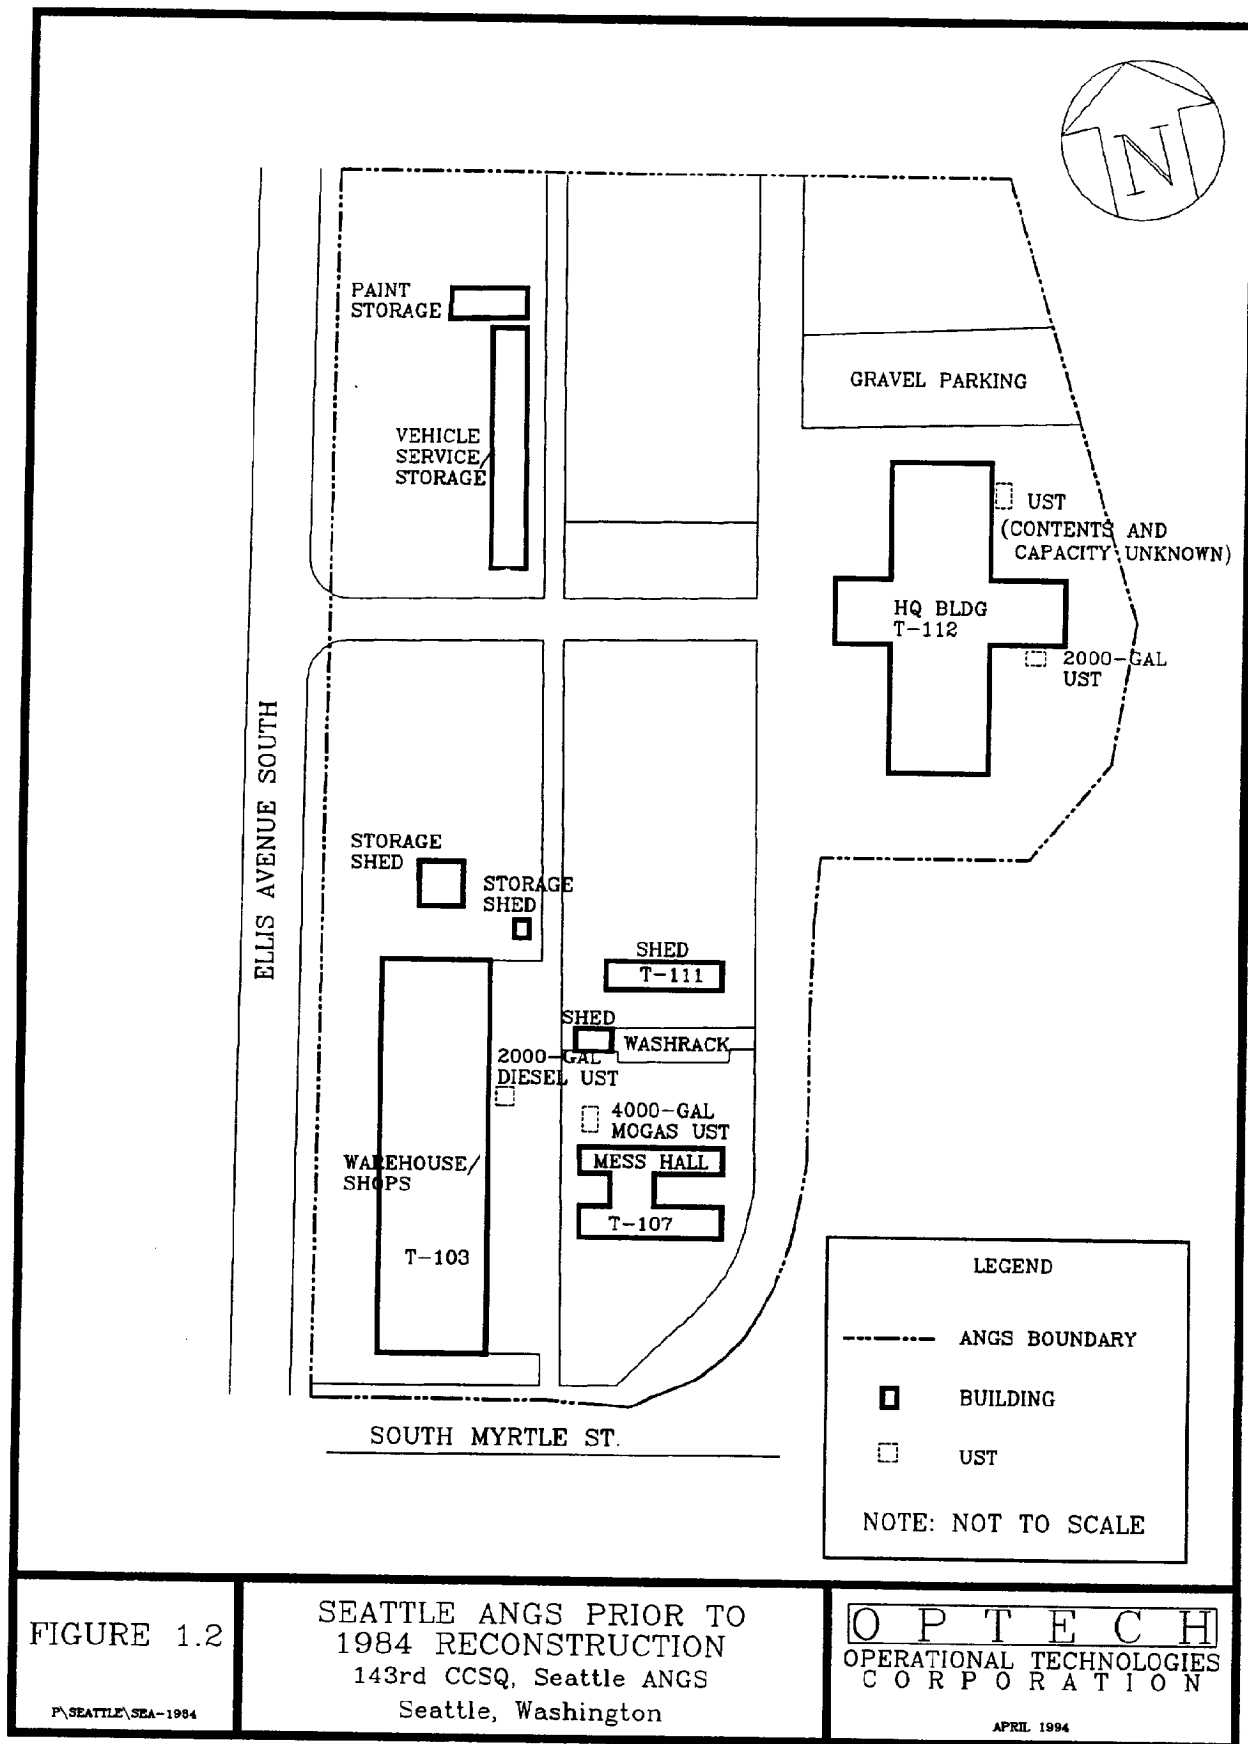 N
PAINT
STORAGE
VEHICLE
SERVICE/
STORAGE
GRAVEL PARKING
UST
(CONTENTS AND
CAPACITY UNKNOWN)
HQ BLDG
T-112
2000-GAL
UST
ELLIS AVENUE SOUTH
STORAGE
SHED
STORAGE
SHED
SHED
T-111
SHED
WASHRACK
2000-GAL
DIESEL UST
4000-GAL
MOGAS UST
MESS HALL
T-107
WAREHOUSE/
SHOPS
T-103
SOUTH MYRTLE ST.
LEGEND
ANGS BOUNDARY
BUILDING
UST
NOTE: NOT TO SCALE
FIGURE 1.2
P\SEATTLE\SEA-1984
SEATTLE ANGS PRIOR TO
1984 RECONSTRUCTION
143rd CCSQ, Seattle ANGS
Seattle, Washington
OPTECH
OPERATIONAL TECHNOLOGIES
CORPORATION
APRIL 1994